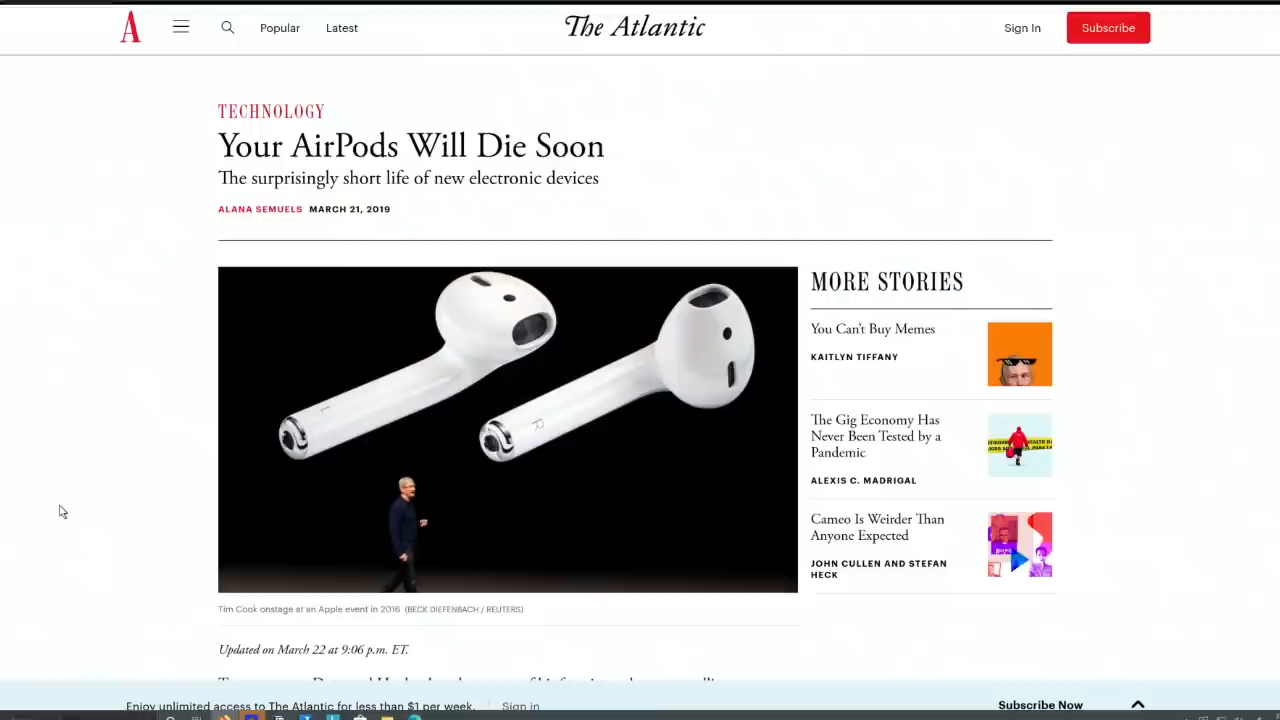 A
Popular
Latest
The Atlantic
Sign In
Subscribe
TECHNOLOGY
Your AirPods Will Die Soon
The surprisingly short life of new electronic devices
ALANA SEMUELS MARCH 21, 2019
L
R
Tim Cook onstage at an Apple event in 2016 (BECK DIEFENBACH / REUTERS)
Updated on March 22 at 9:06 p.m. ET.
MORE STORIES
You Can't Buy Memes
KAITLYN TIFFANY
The Gig Economy Has
Never Been Tested by a
Pandemic
ALEXIS C. MADRIGAL
Cameo Is Weirder Than
Anyone Expected
JOHN CULLEN AND STEFAN
HECK
Enjoy unlimited access to The Atlantic for less than $1 per week.
Sign in
Subscribe Now